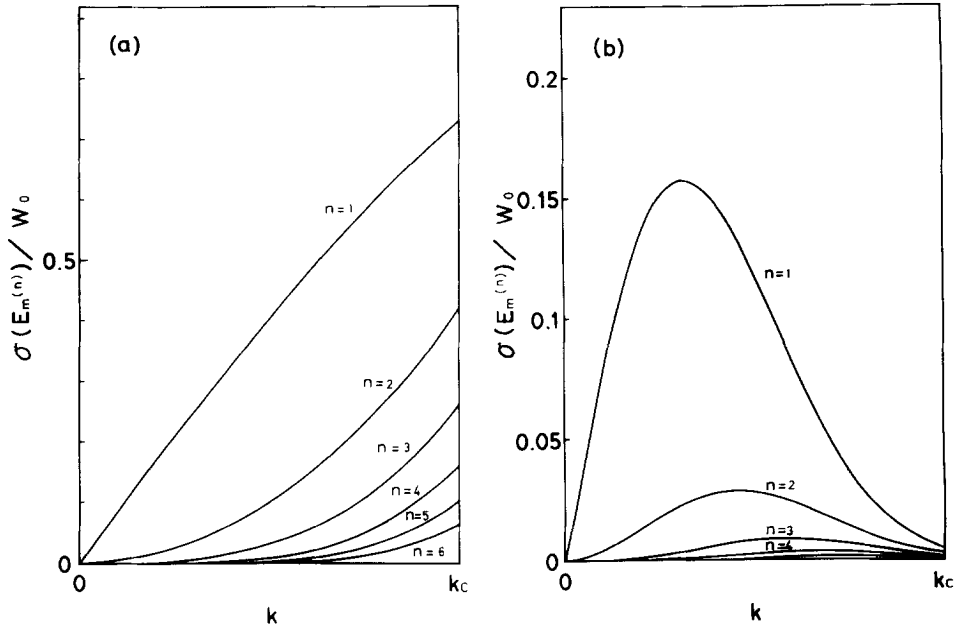 (a)
σ(Em(n))/W0
0.5
0
n=1
n=2
n=3
n=4
n=5
n=6
0
kc
k
(b)
σ(Em(n))/W0
0.2
0.15
0.1
0.05
0
n=1
n=2
n=3
n=4
0
kc
k